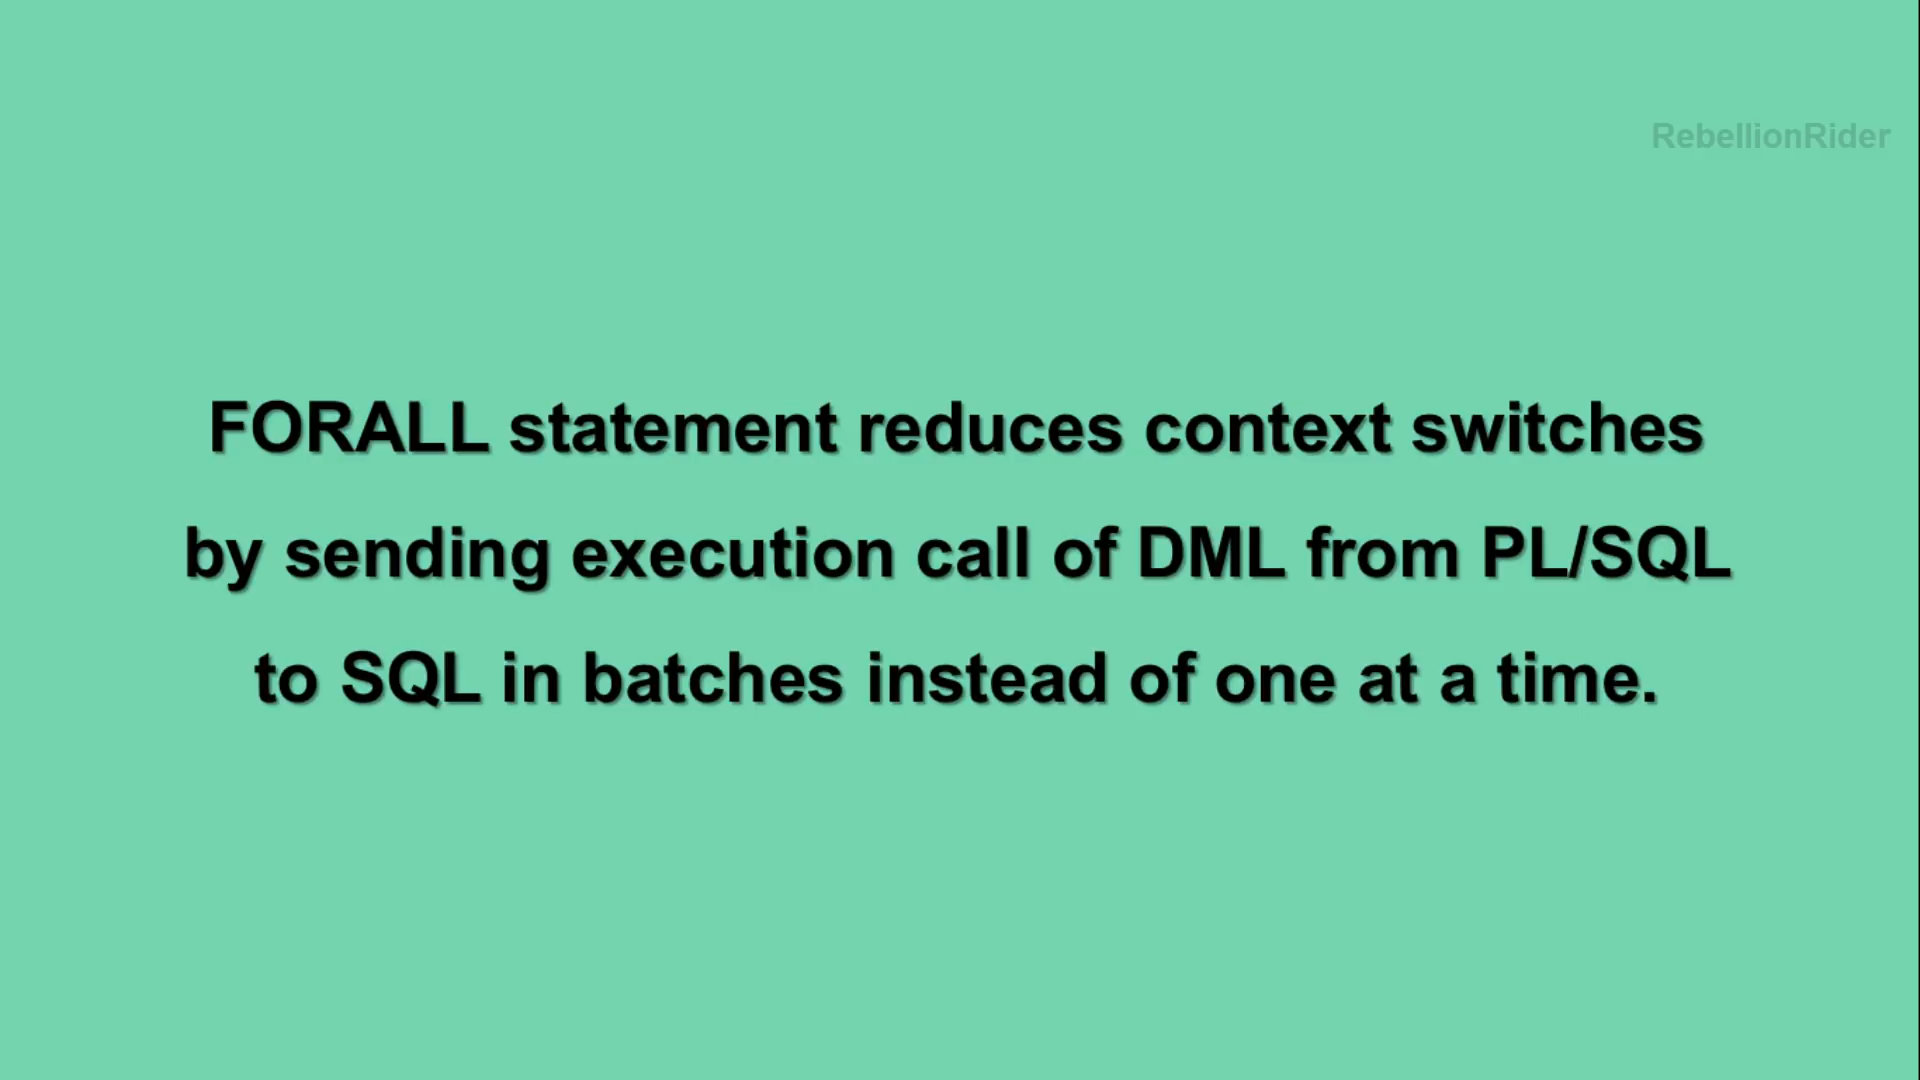 RebellionRider
FORALL statement reduces context switches
by sending execution call of DML from PL/SQL
to SQL in batches instead of one at a time.